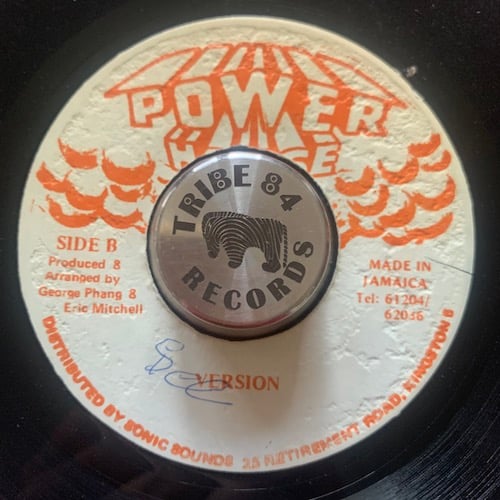 POWER
HOUSE
TRIBE 84
RECORDS
SIDE B
Produced &
Arranged by
George Phang &
Eric Mitchell
MADE IN
JAMAICA
Tel: 61204/
62036
VERSION
DISTRIBUTED BY SONIC SOUNDS 25 RETIREMENT ROAD, KINGSTON 5